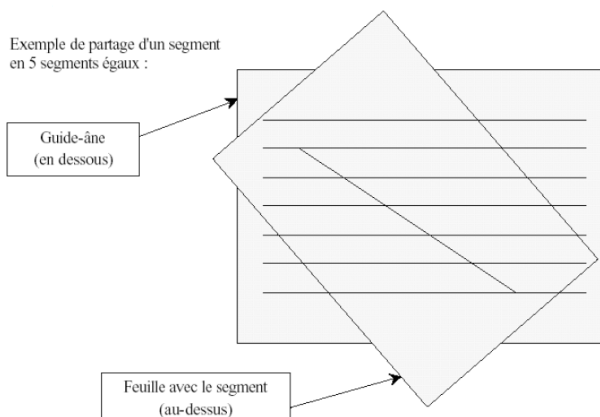 Exemple de partage d'un segment
en 5 segments égaux :
Guide-âne
(en dessous)
Feuille avec le segment
(au-dessus)